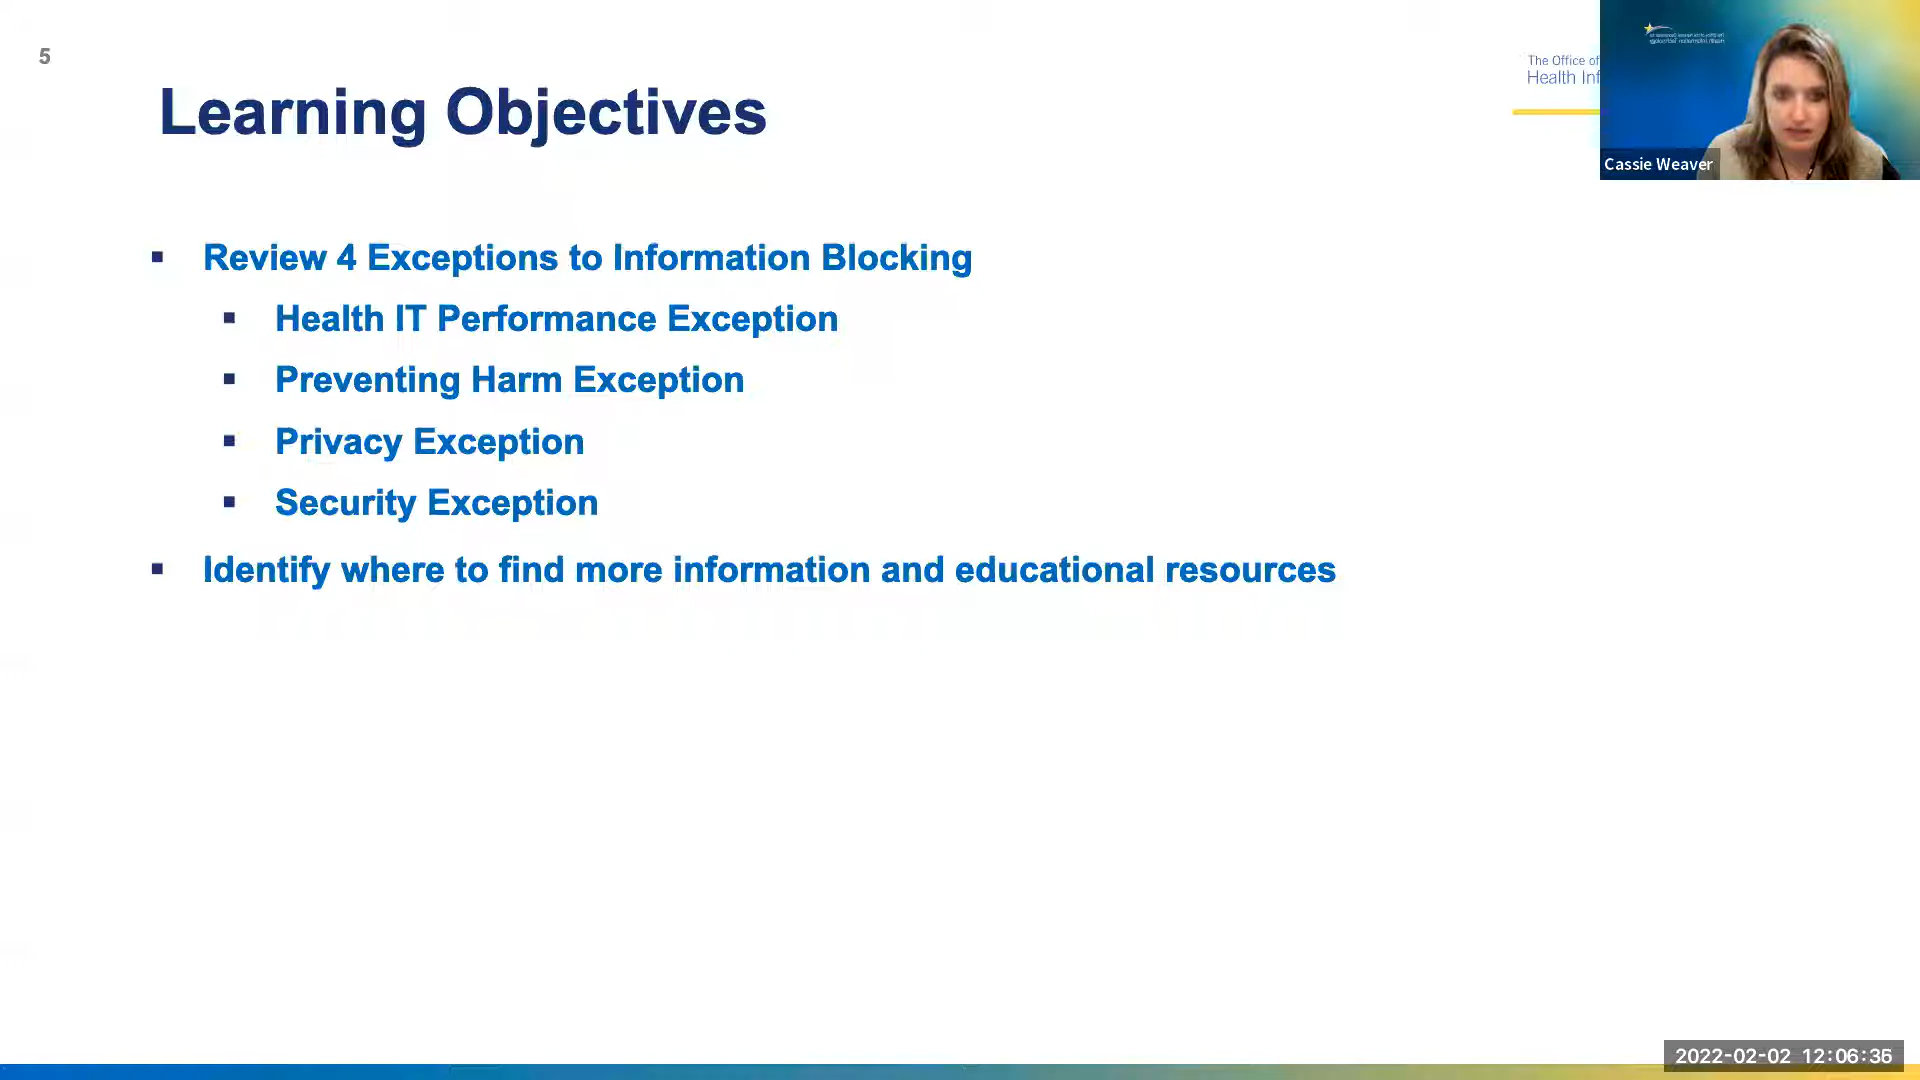 5
Learning Objectives
The Office of
Health Inf
Cassie Weaver
▪ Review 4 Exceptions to Information Blocking
▪ Health IT Performance Exception
▪ Preventing Harm Exception
▪ Privacy Exception
▪ Security Exception
▪ Identify where to find more information and educational resources
2022-02-02 12:06:36